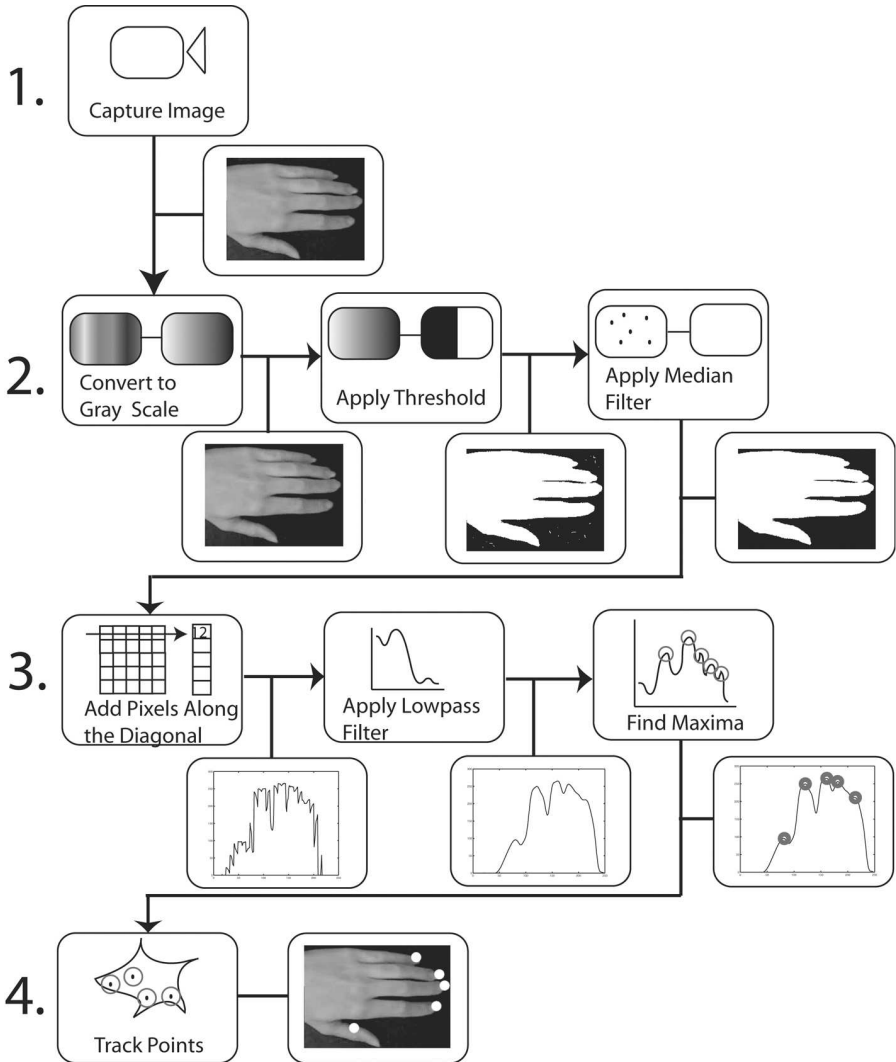 1.
Capture Image
2.
Convert to
Gray Scale
Apply Threshold
Apply Median
Filter
3.
12
Add Pixels Along
the Diagonal
Apply Lowpass
Filter
Find Maxima
4.
Track Points